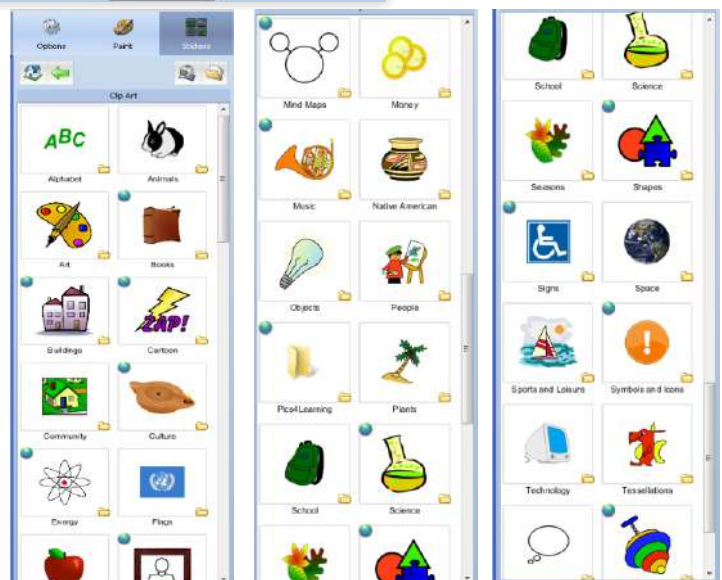 Options Paint Stickers
Clip Art
ABC
Alphabet Animals
Art Books
ZAP!
Buildings Cartoon
Community Culture
Energy Flags
Mind Maps Money
Music Native American
Objects People
Pics4Learning Plants
School Science
School Science
Seasons Shapes
Signs Space
!
Sports and Leisure Symbols and Icons
Technology Tessellations